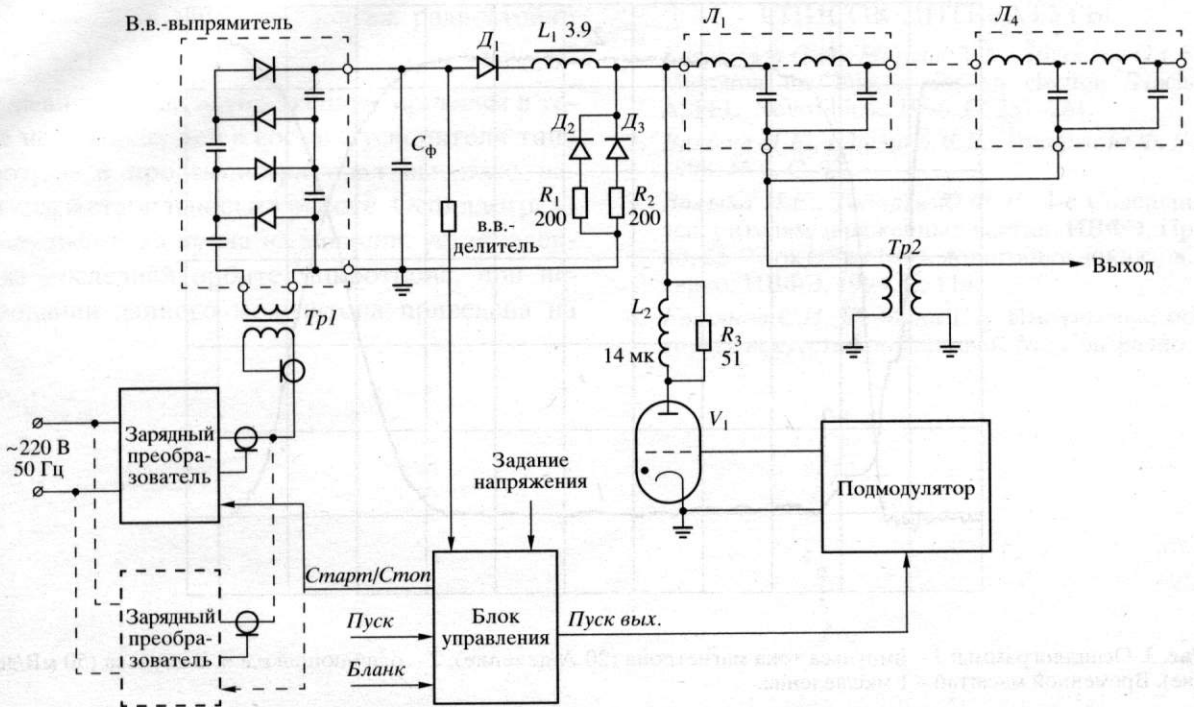 В.в.-выпрямитель
Д1
L1 3.9
Л1
Л4
Cф
Д2
Д3
R1
200
R2
200
в.в.-
делитель
Тр1
Тр2
Выход
L2
14 мк
R3
51
V1
~220 В
50 Гц
Зарядный
преобра-
зователь
Задание
напряжения
Подмодулятор
Старт/Стоп
Зарядный
преобра-
зователь
Пуск
Бланк
Блок
управления
Пуск вых.